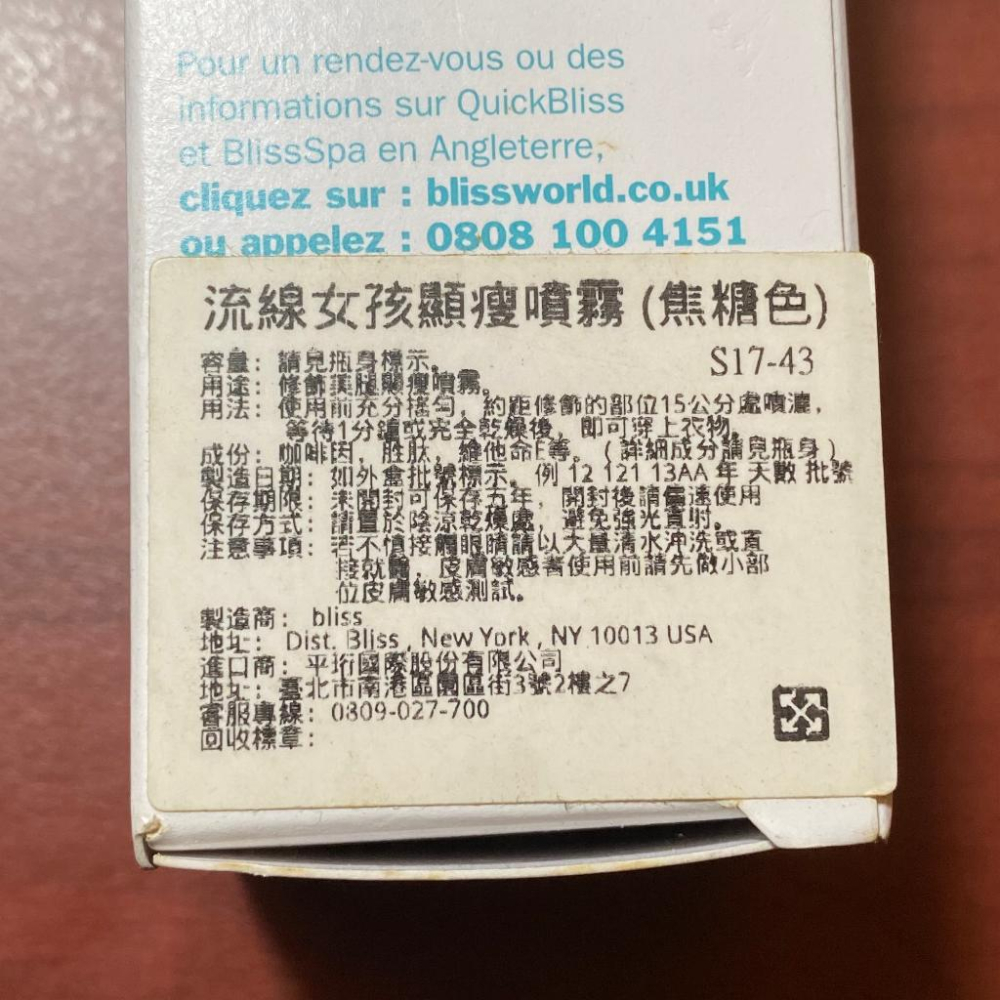 Pour un rendez-vous ou des
informations sur QuickBliss
et BlissSpa en Angleterre,
cliquez sur : blissworld.co.uk
ou appelez : 0808 100 4151
流線女孩顯瘦噴霧 (焦糖色)
容量: 請見瓶身標示。 S17-43
用途: 修飾美腿顯瘦噴霧。
用法: 使用前充分搖勻, 約距修飾的部位15公分處噴灑,
等待1分鐘或完全乾燥後, 即可穿上衣物。
成份: 咖啡因, 胜肽, 維他命E等。(詳細成分請見瓶身)
製造日期: 如外盒批號標示。例 12 121 13AA 年 天數 批號
保存期限: 未開封可保存五年, 開封後請儘速使用
保存方式: 請置於陰涼乾燥處, 避免強光直射。
注意事項: 若不慎接觸眼睛請以大量清水沖洗或直
接就醫, 皮膚敏感者使用前請先做小部
位皮膚敏感測試。
製造商: bliss
地址: Dist. Bliss, New York, NY 10013 USA
進口商: 平珩國際股份有限公司
地址: 臺北市南港區園區街3號2樓之7
客服專線: 0809-027-700
回收標章: